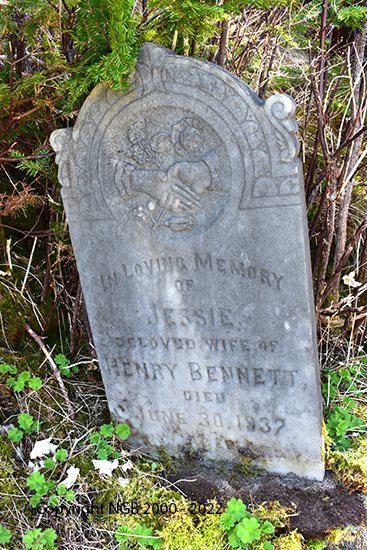 IN LOVING MEMORY
OF
JESSIE.
BELOVED WIFE OF
HENRY BENNETT,
DIED
JUNE 30, 1937
©Copyright NGB 2000 - 2022